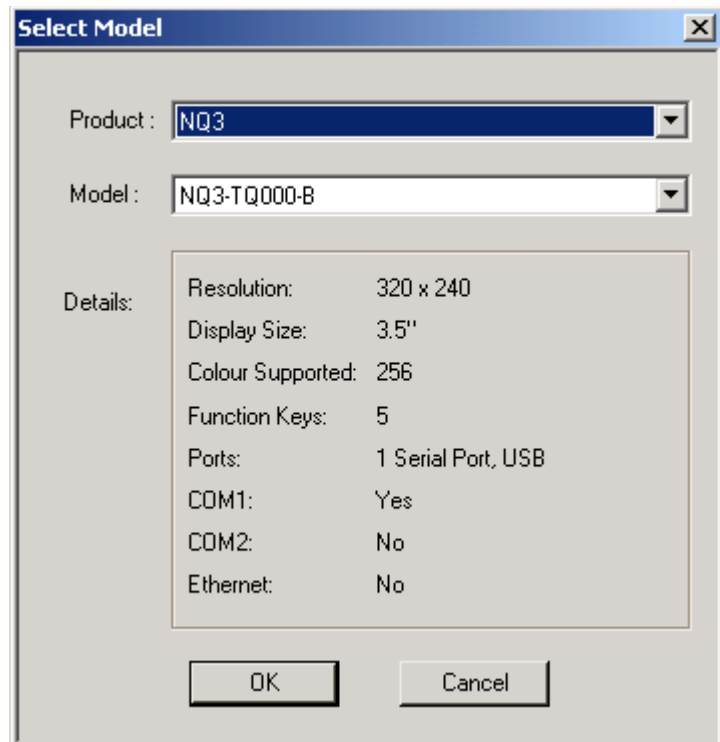 Select Model
Product : NQ3
Model : NQ3-TQ000-B
Details:
Resolution: 320 x 240
Display Size: 3.5"
Colour Supported: 256
Function Keys: 5
Ports: 1 Serial Port, USB
COM1: Yes
COM2: No
Ethernet: No
OK Cancel